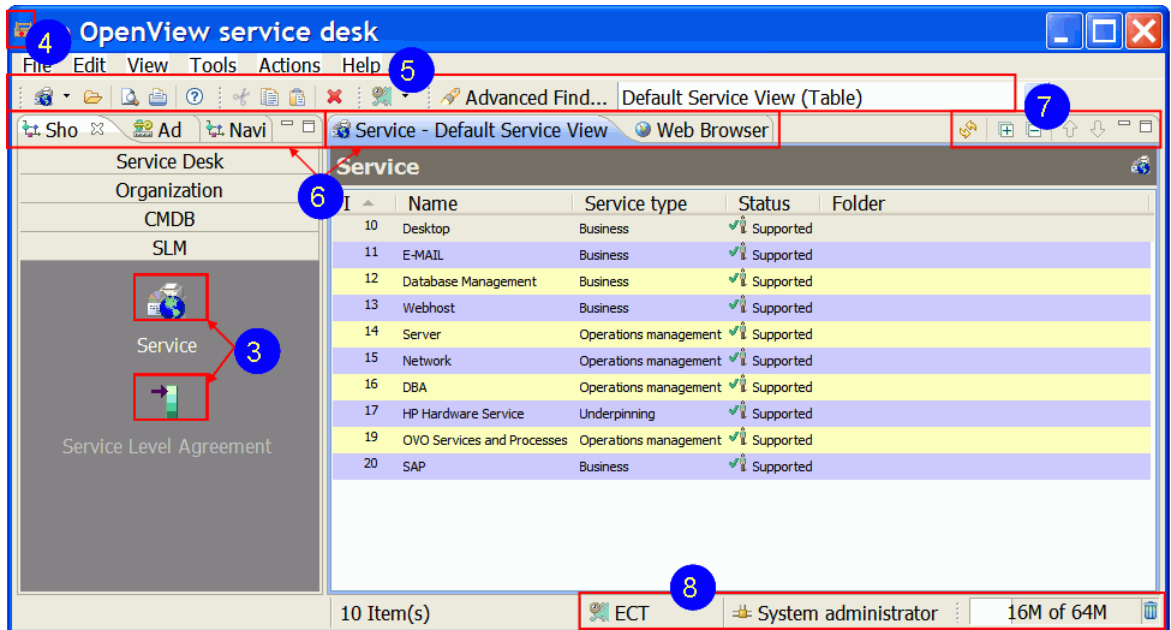 4 OpenView service desk
File Edit View Tools Actions Help 5
Advanced Find... Default Service View (Table)
7
Sho Ad Navi Service - Default Service View Web Browser
Service Desk
Organization
CMDB
SLM
Service
Service Level Agreement
3
6
Service
I Name Service type Status Folder
10 Desktop Business Supported
11 E-MAIL Business Supported
12 Database Management Business Supported
13 Webhost Business Supported
14 Server Operations management Supported
15 Network Operations management Supported
16 DBA Operations management Supported
17 HP Hardware Service Underpinning Supported
19 OVO Services and Processes Operations management Supported
20 SAP Business Supported
8
10 Item(s) ECT System administrator 16M of 64M